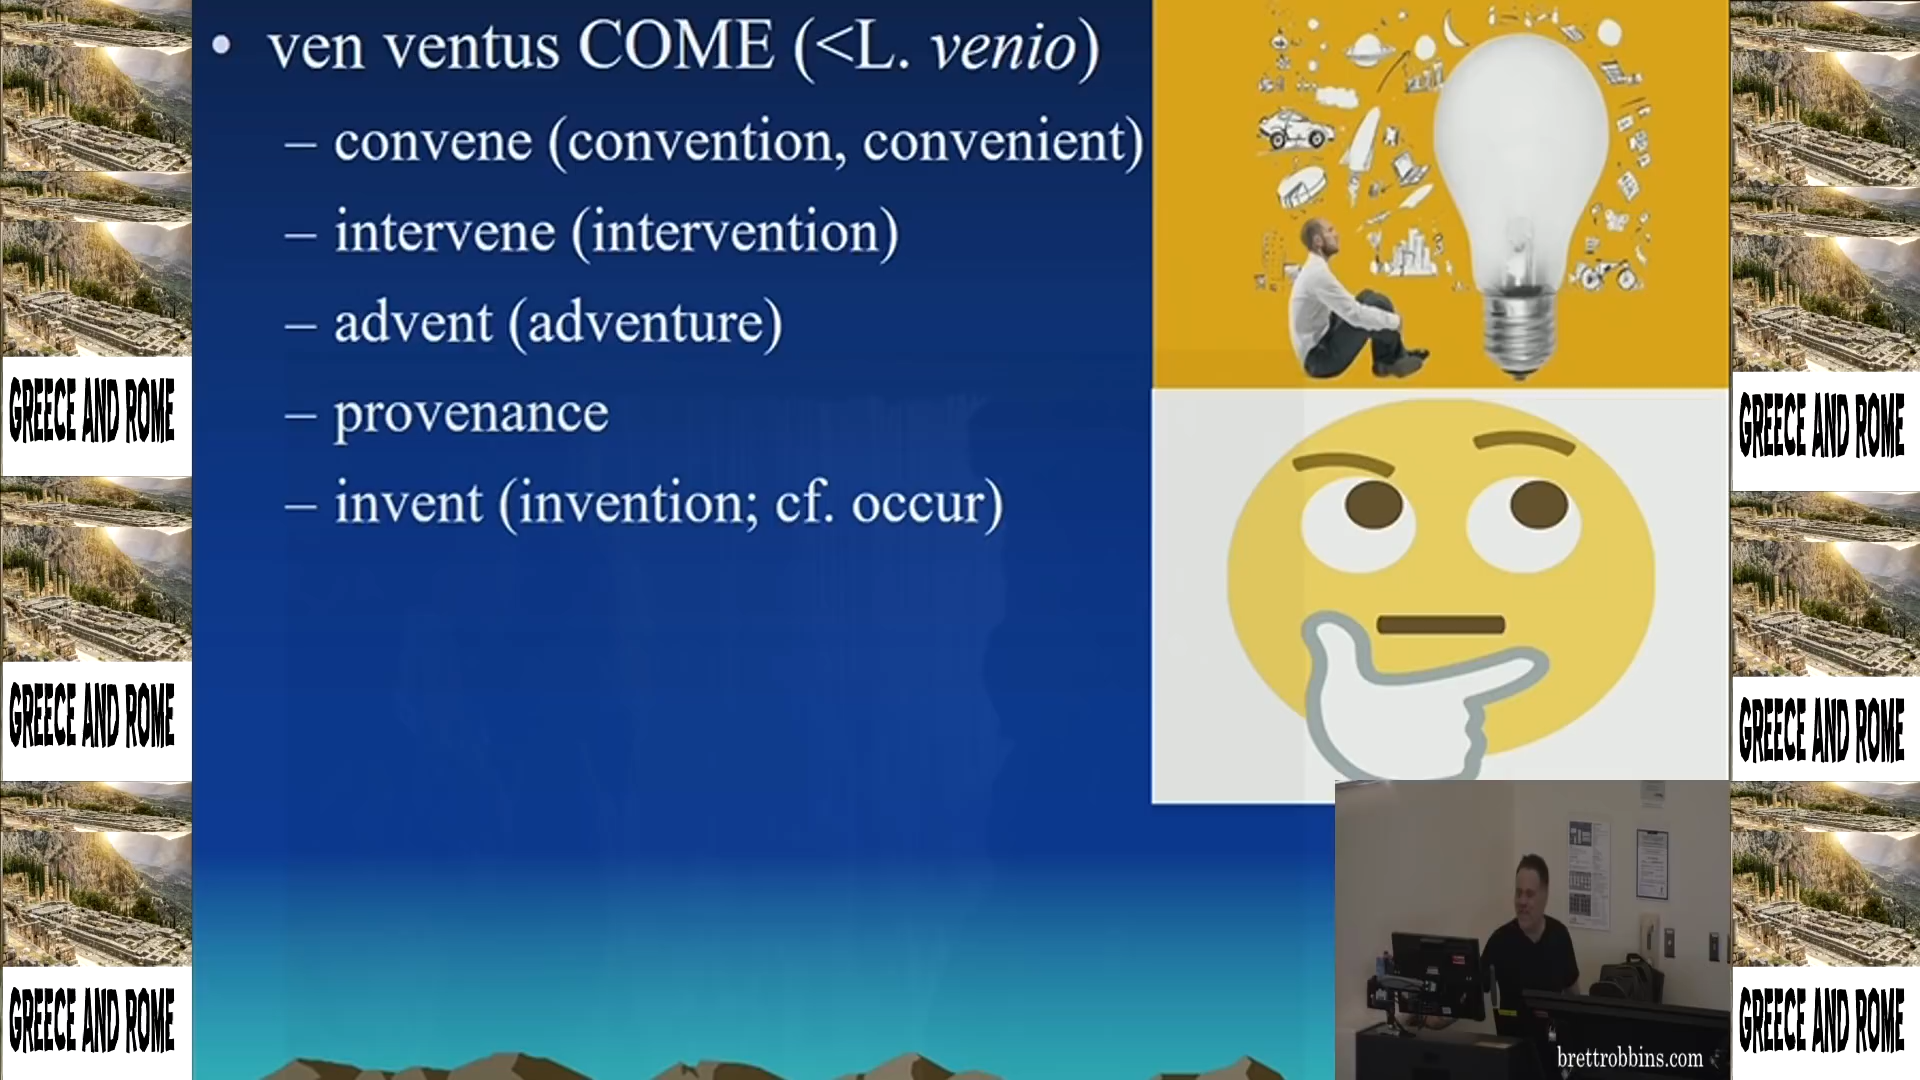 • ven ventus COME (<L. venio)
– convene (convention, convenient)
– intervene (intervention)
– advent (adventure)
– provenance
– invent (invention; cf. occur)
GREECE AND ROME
GREECE AND ROME
GREECE AND ROME
GREECE AND ROME
GREECE AND ROME
GREECE AND ROME
brettrobbins.com